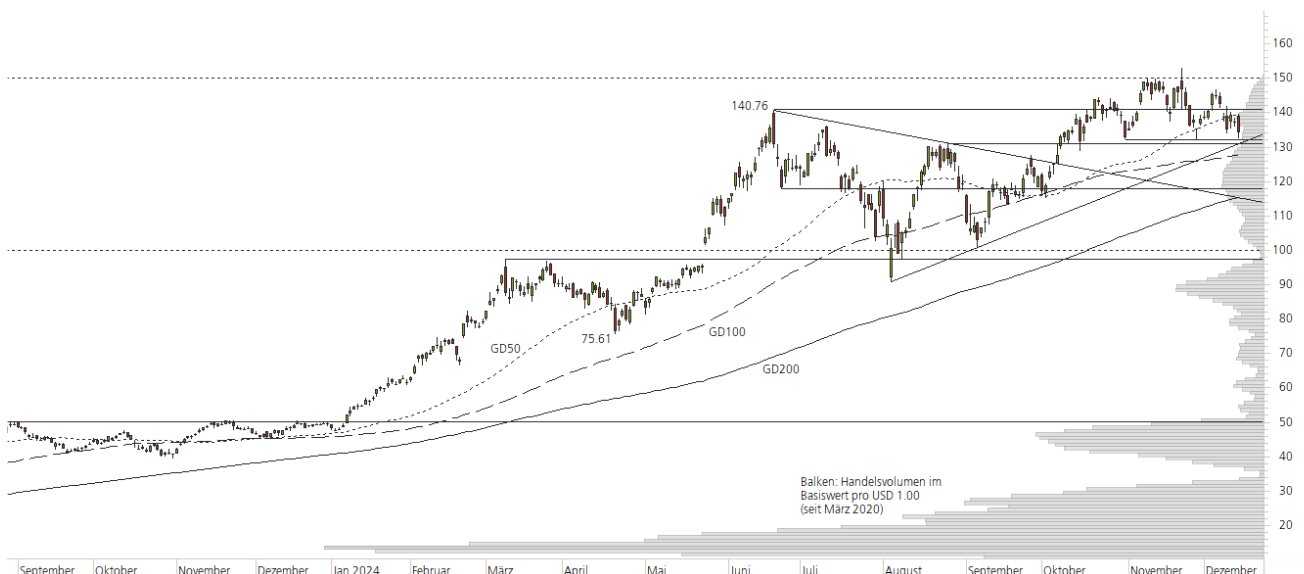 160
150
140.76
140
130
120
110
100
90
75.61
80
GD50
GD100
GD200
70
60
50
40
30
20
Balken: Handelsvolumen im
Basiswert pro USD 1.00
(seit März 2020)
September Oktober November Dezember Jan 2024 Februar März April Mai Juni Juli August September Oktober November Dezember